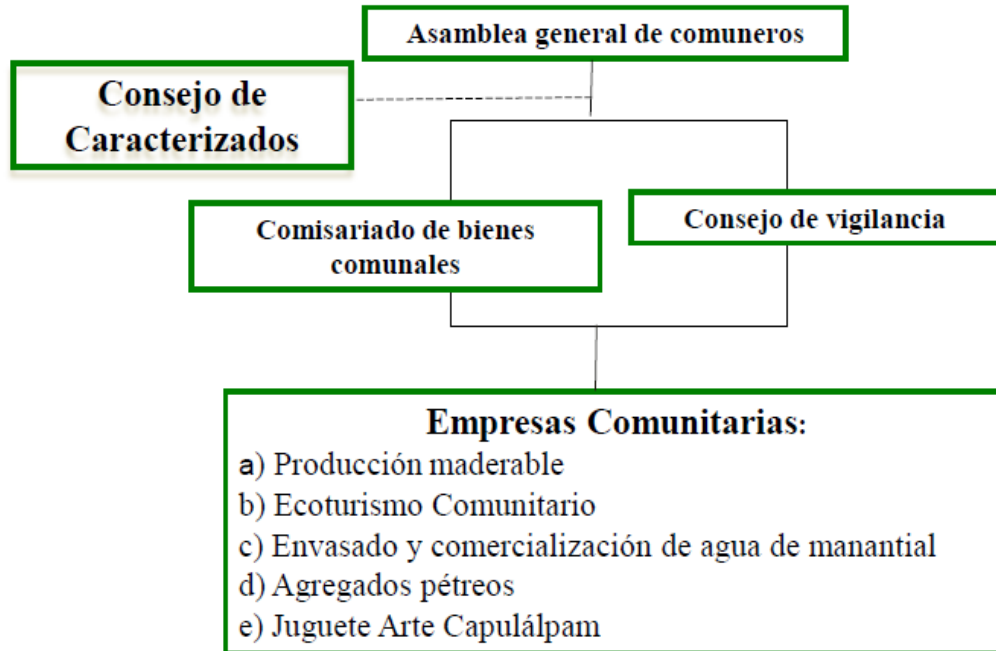 Asamblea general de comuneros
Consejo de
Caracterizados
Comisariado de bienes
comunales
Consejo de vigilancia
Empresas Comunitarias:
a) Producción maderable
b) Ecoturismo Comunitario
c) Envasado y comercialización de agua de manantial
d) Agregados pétreos
e) Juguete Arte Capulálpam